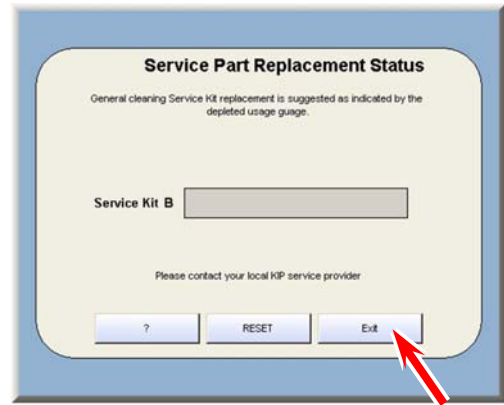 Service Part Replacement Status
General cleaning Service Kit replacement is suggested as indicated by the
depleted usage guage.
Service Kit B
Please contact your local KIP service provider
?
RESET
Exit